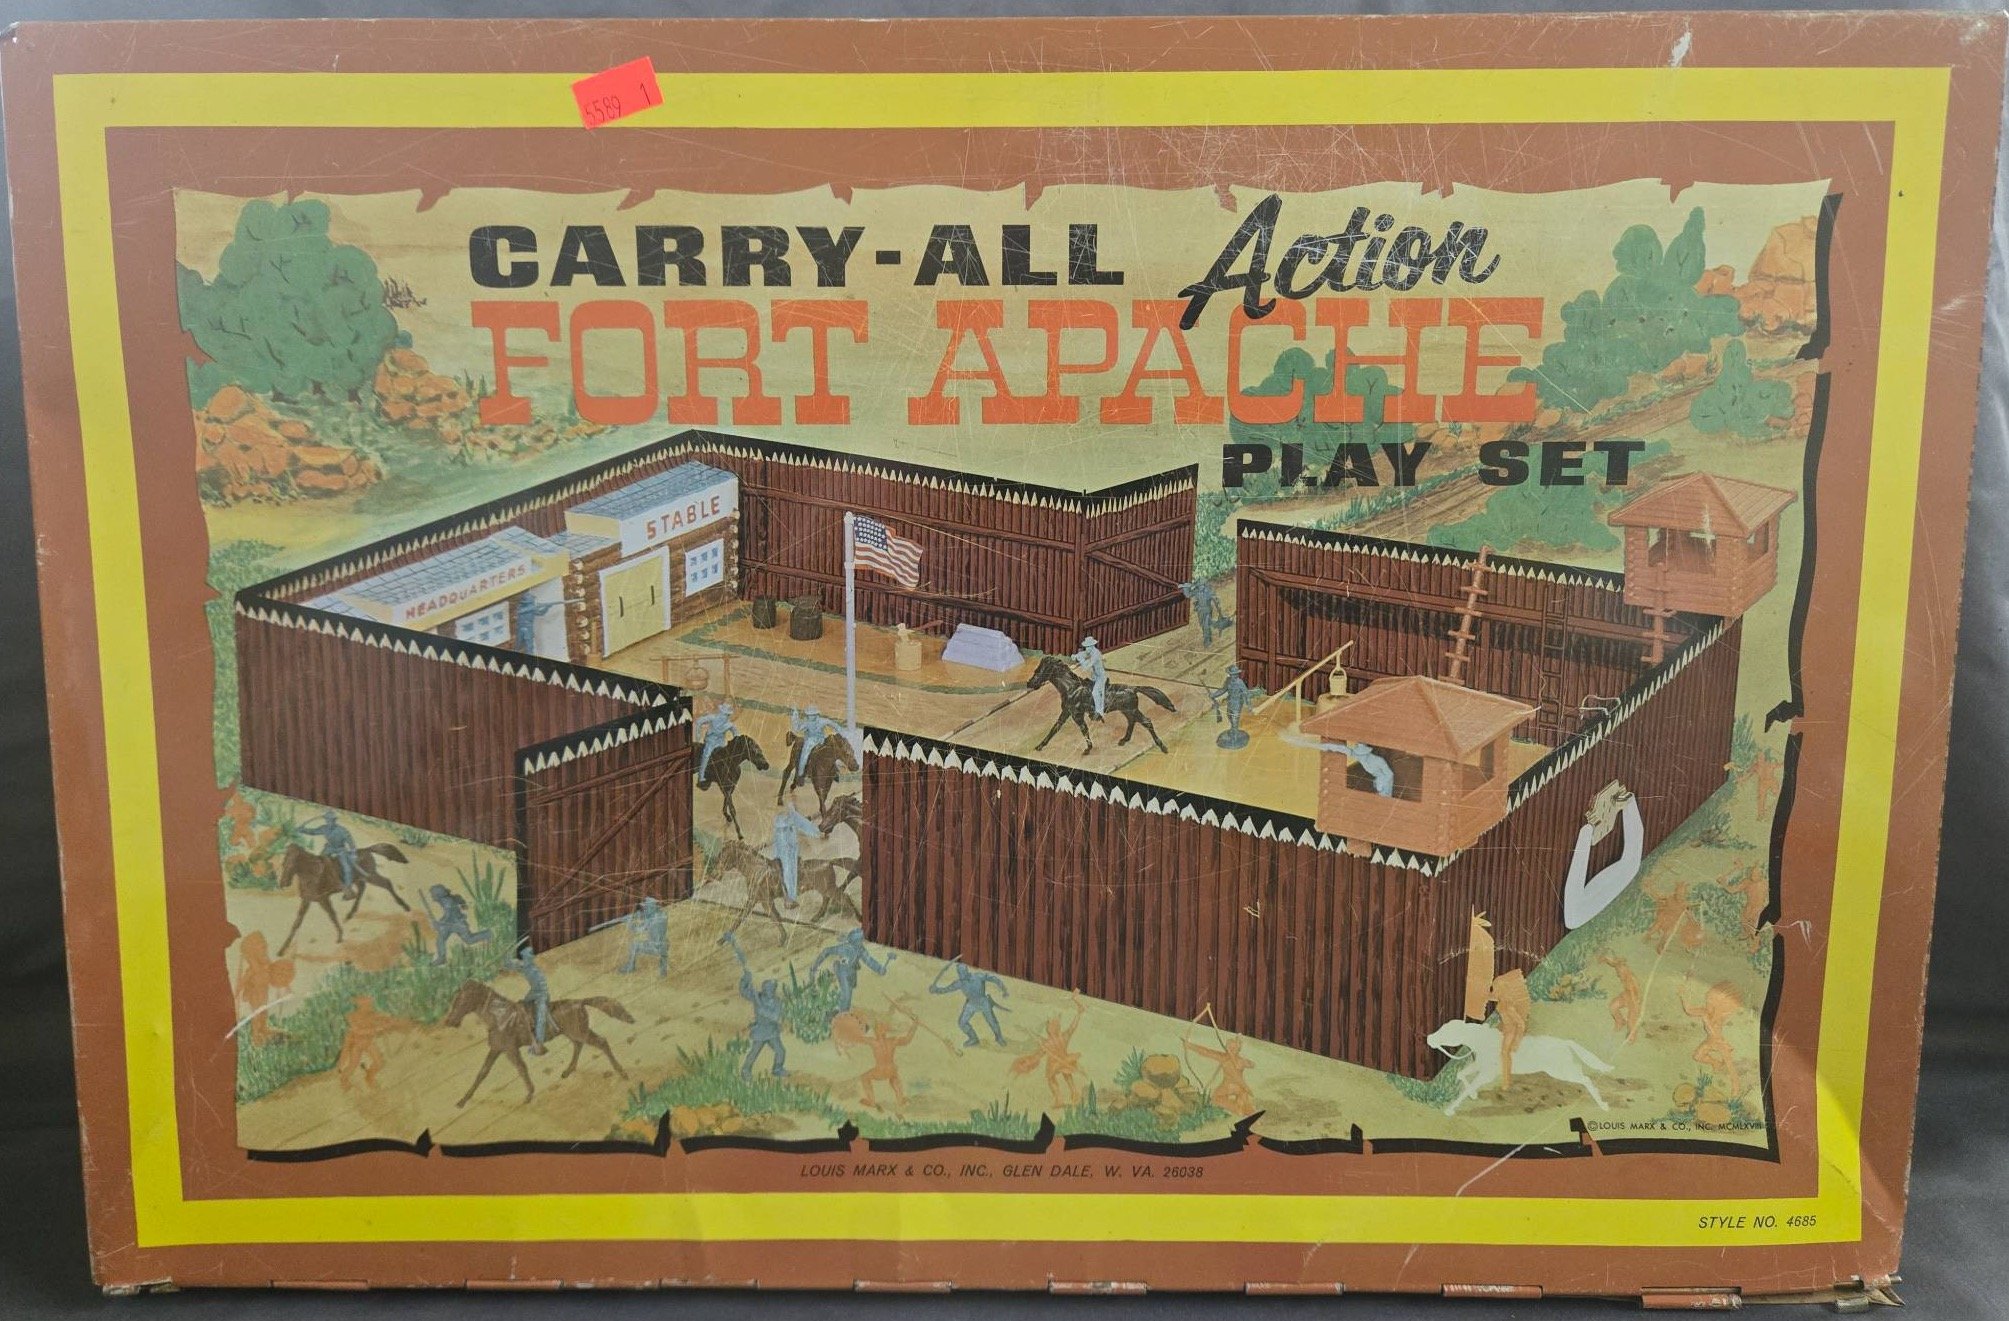 5589 1
CARRY-ALL Action
FORT APACHE
PLAY SET
STABLE
HEADQUARTERS
©LOUIS MARX & CO., INC. MCMLXVIII
LOUIS MARX & CO., INC., GLEN DALE, W. VA. 26038
STYLE NO. 4685